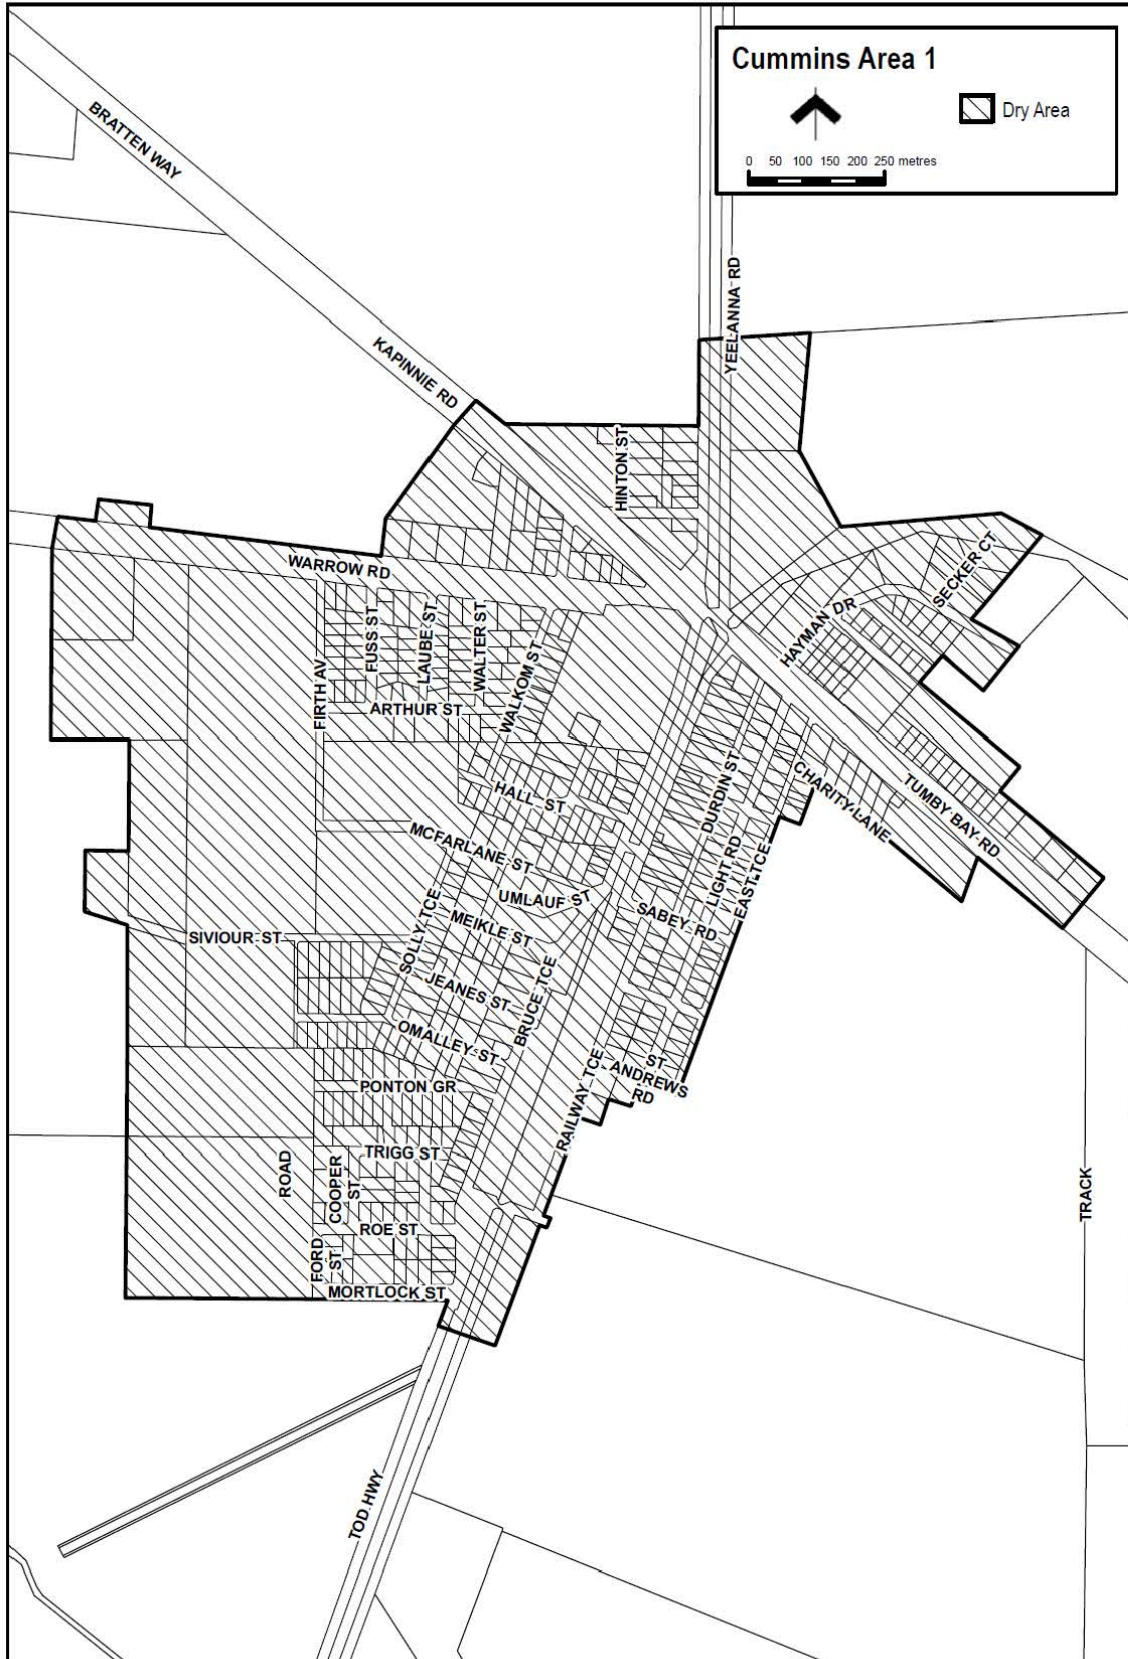 Cummins Area 1
Dry Area
0 50 100 150 200 250 metres
BRATTEN WAY
KAPINNIE RD
YEELANNA RD
HINTON ST
WARROW RD
SECKER CT
HAYMAN DR
FUSS ST
LAUBE ST
WALTER ST
WALKOM ST
FIRTH AV
ARTHUR ST
DURDIN ST
CHARITY LANE
TUMBY BAY RD
HALL ST
MCFARLANE ST
LIGHT RD
EAST TCE
UMLAUF ST
SABEY RD
SOLLY TCE
MEIKLE ST
SIVIOUR ST
JEANES ST
BRUCE TCE
OMALLEY ST
ST
ANDREWS
RD
PONTON GR
RAILWAY TCE
TRIGG ST
ROAD
COOPER
ST
TRACK
ROE ST
FORD
ST
MORTLOCK ST
TOD HWY